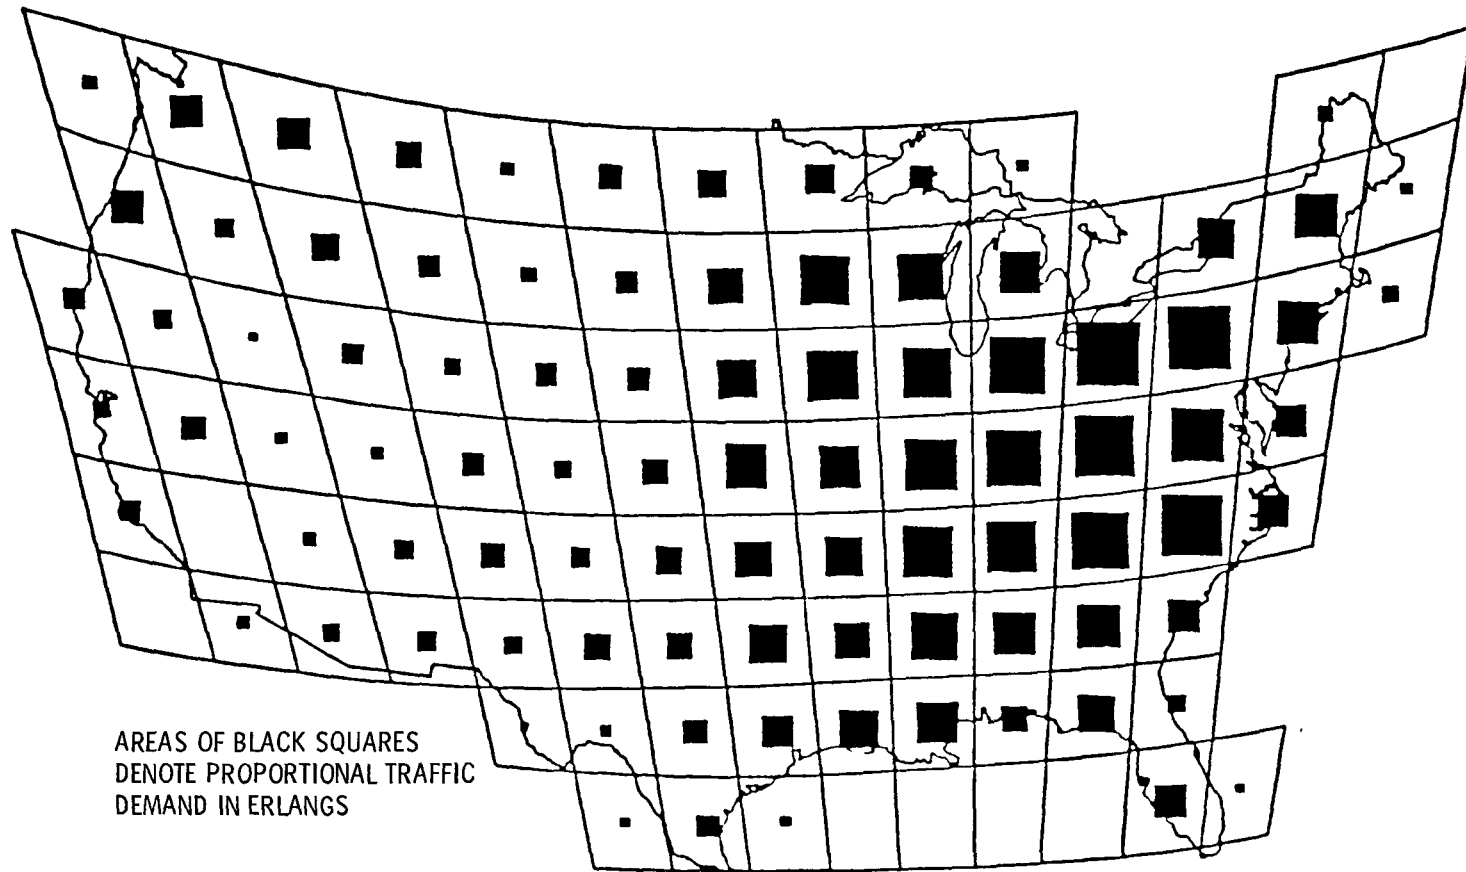 AREAS OF BLACK SQUARES
DENOTE PROPORTIONAL TRAFFIC
DEMAND IN ERLANGS